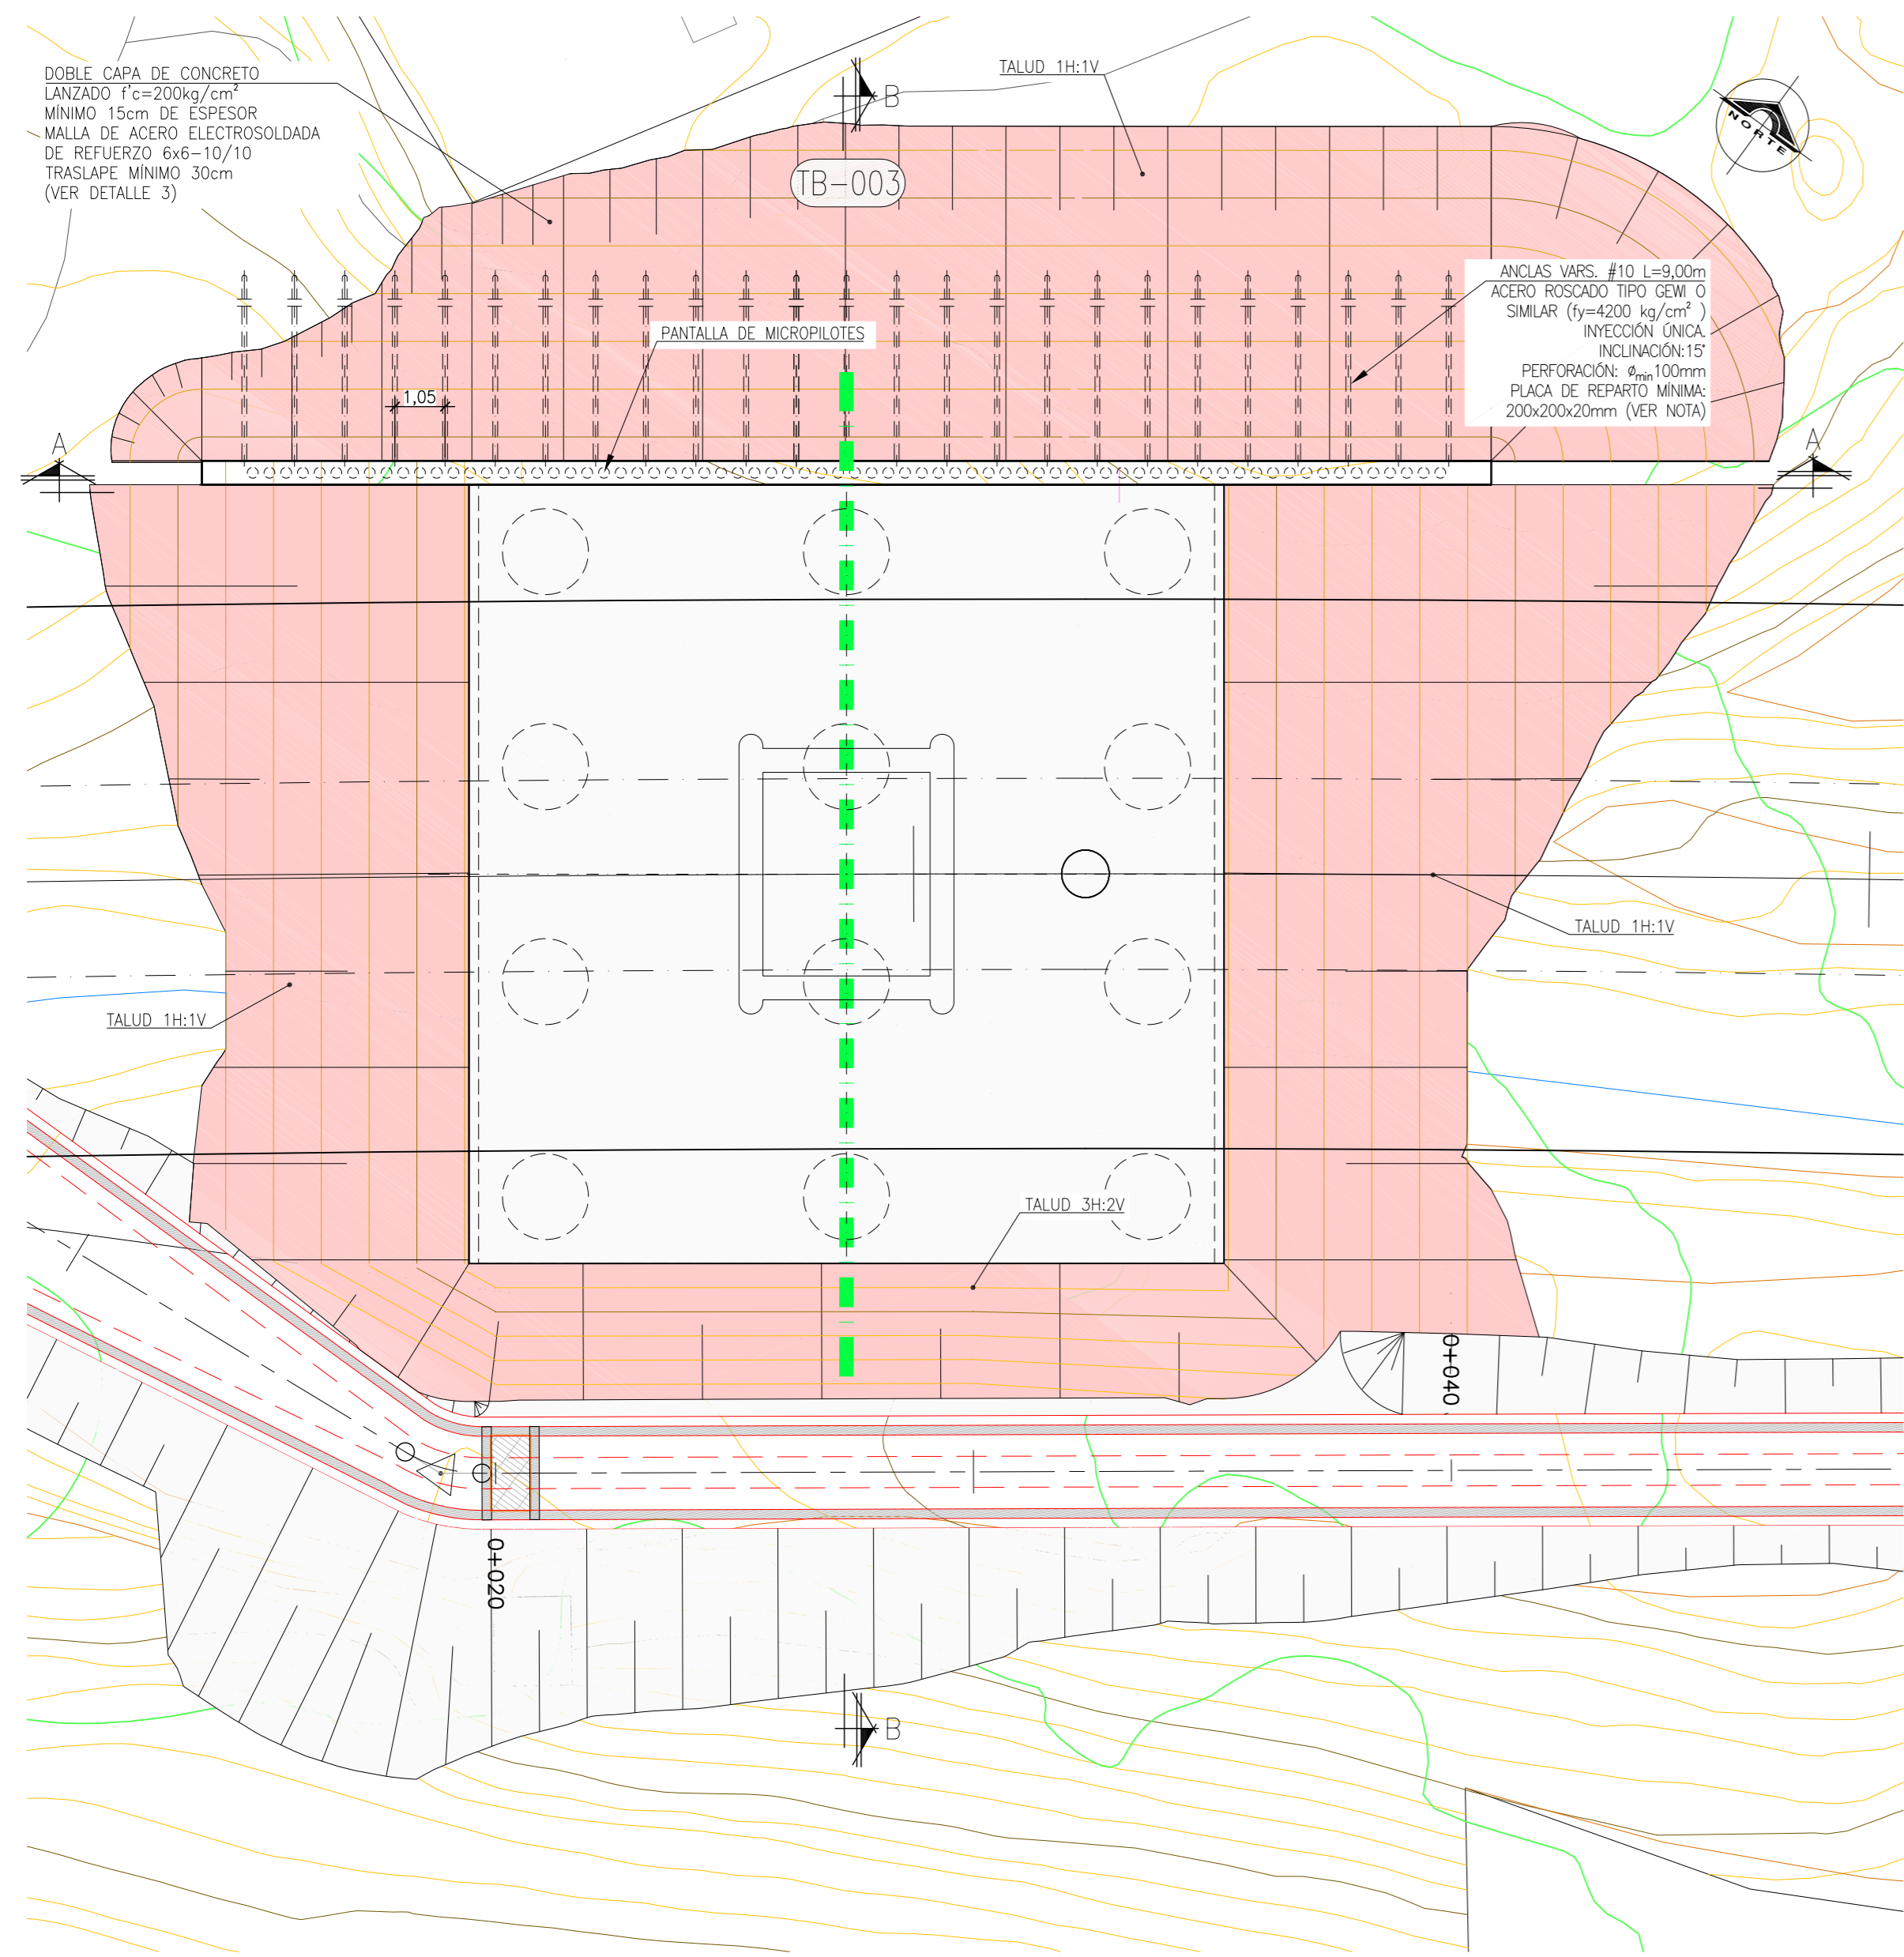 DOBLE CAPA DE CONCRETO
LANZADO f'c=200kg/cm²
MÍNIMO 15cm DE ESPESOR
MALLA DE ACERO ELECTROSOLDADA
DE REFUERZO 6x6-10/10
TRASLAPE MÍNIMO 30cm
(VER DETALLE 3)
B
TALUD 1H:1V
NORTE
TB-003
ANCLAS VARS. #10 L=9,00m
ACERO ROSCADO TIPO GEWI O
SIMILAR (fy=4200 kg/cm² )
INYECCIÓN ÚNICA.
INCLINACIÓN:15°
PERFORACIÓN: ø min 100mm
PLACA DE REPARTO MÍNIMA:
200x200x20mm (VER NOTA)
PANTALLA DE MICROPILOTES
1,05
A
A
TALUD 1H:1V
TALUD 1H:1V
TALUD 3H:2V
0+040
0+020
B